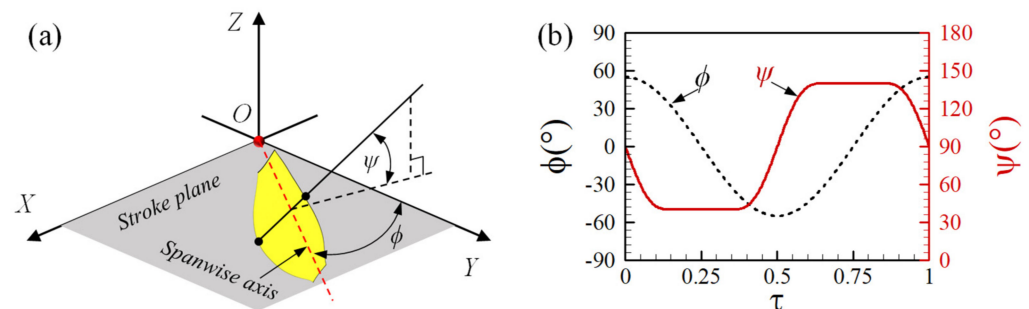 (a)
Z
O
X
Y
Stroke plane
Spanwise axis
ψ
ϕ
(b)
ϕ(°)
90
60
30
0
-30
-60
-90
ϕ
ψ
0
0.25
0.5
0.75
1
τ
180
150
120
90
60
30
0
ψ(°)